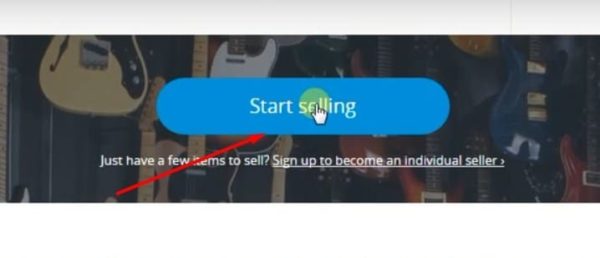 Start selling
Just have a few items to sell? Sign up to become an individual seller ›